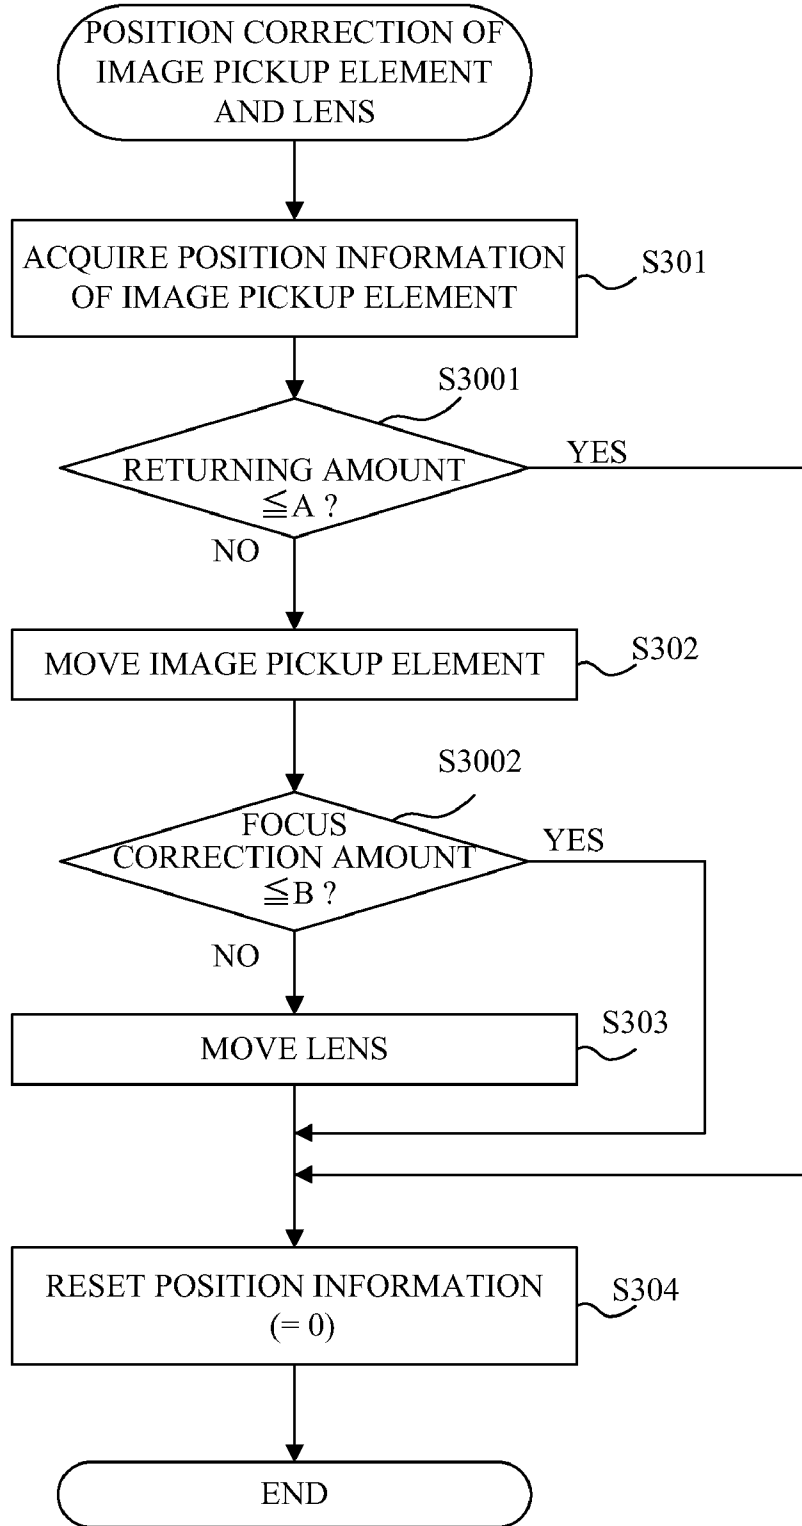 POSITION CORRECTION OF
IMAGE PICKUP ELEMENT
AND LENS
ACQUIRE POSITION INFORMATION
OF IMAGE PICKUP ELEMENT
S301
S3001
RETURNING AMOUNT
≦A ?
YES
NO
MOVE IMAGE PICKUP ELEMENT
S302
S3002
FOCUS
CORRECTION AMOUNT
≦B ?
YES
NO
MOVE LENS
S303
RESET POSITION INFORMATION
(= 0)
S304
END